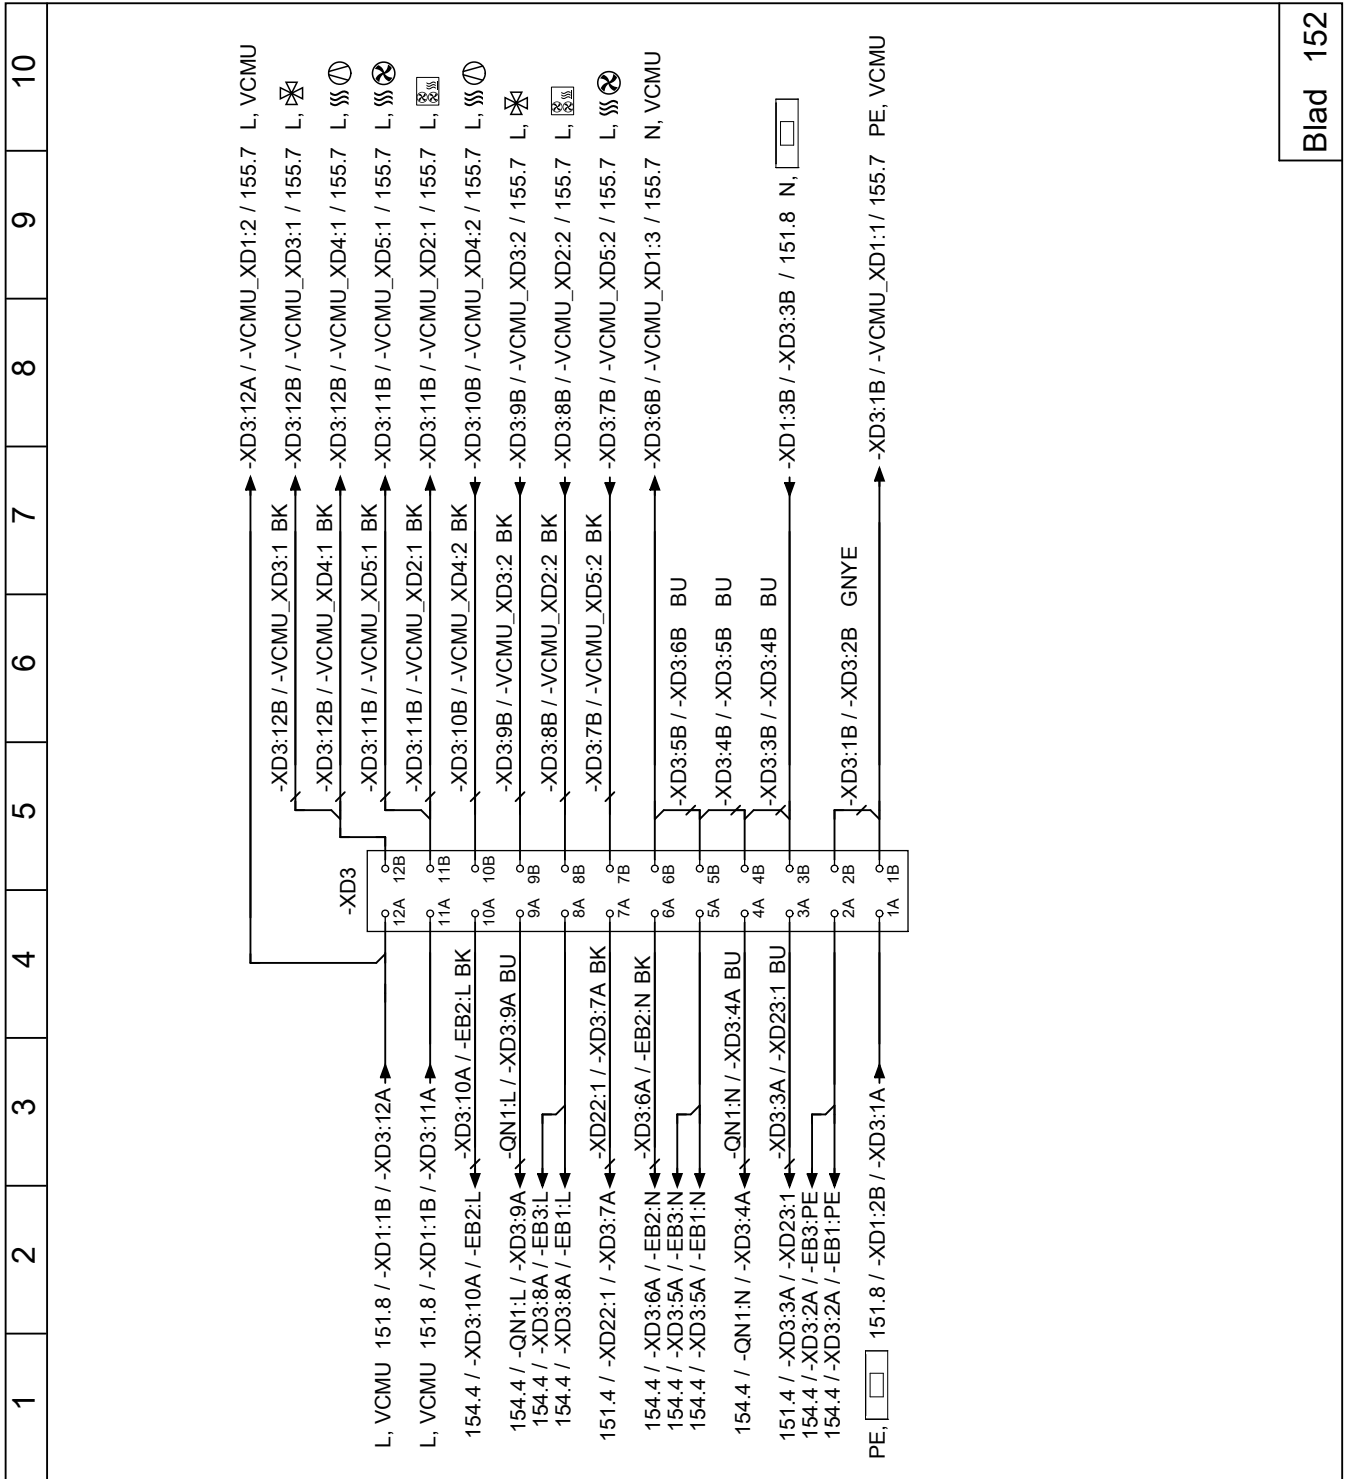 1 2 3 4 5 6 7 8 9 10
-XD3:12A / -VCMU_XD1:2 / 155.7 L, VCMU
-XD3:12B / -VCMU_XD3:1 BK
-XD3:12B / -VCMU_XD3:1 / 155.7 L,
-XD3:12B / -VCMU_XD4:1 BK
-XD3:12B / -VCMU_XD4:1 / 155.7 L,
-XD3
L, VCMU 151.8 / -XD1:1B / -XD3:12A
12A 12B
-XD3:11B / -VCMU_XD5:1 BK
-XD3:11B / -VCMU_XD5:1 / 155.7 L,
L, VCMU 151.8 / -XD1:1B / -XD3:11A
11A 11B
-XD3:11B / -VCMU_XD2:1 BK
-XD3:11B / -VCMU_XD2:1 / 155.7 L,
154.4 / -XD3:10A / -EB2:L
-XD3:10A / -EB2:L BK
10A 10B
-XD3:10B / -VCMU_XD4:2 BK
-XD3:10B / -VCMU_XD4:2 / 155.7 L,
154.4 / -QN1:L / -XD3:9A
-QN1:L / -XD3:9A BU
9A 9B
-XD3:9B / -VCMU_XD3:2 BK
-XD3:9B / -VCMU_XD3:2 / 155.7 L,
154.4 / -XD3:8A / -EB3:L
154.4 / -XD3:8A / -EB1:L
8A 8B
-XD3:8B / -VCMU_XD2:2 BK
-XD3:8B / -VCMU_XD2:2 / 155.7 L,
151.4 / -XD22:1 / -XD3:7A
-XD22:1 / -XD3:7A BK
7A 7B
-XD3:7B / -VCMU_XD5:2 BK
-XD3:7B / -VCMU_XD5:2 / 155.7 L,
154.4 / -XD3:6A / -EB2:N
-XD3:6A / -EB2:N BK
6A 6B
-XD3:6B / -VCMU_XD1:3 / 155.7 N, VCMU
154.4 / -XD3:5A / -EB3:N
-XD3:5B / -XD3:6B BU
154.4 / -XD3:5A / -EB1:N
5A 5B
-XD3:4B / -XD3:5B BU
154.4 / -QN1:N / -XD3:4A
-QN1:N / -XD3:4A BU
4A 4B
-XD3:3B / -XD3:4B BU
151.4 / -XD3:3A / -XD23:1
-XD3:3A / -XD23:1 BU
3A 3B
-XD1:3B / -XD3:3B / 151.8 N,
154.4 / -XD3:2A / -EB3:PE
154.4 / -XD3:2A / -EB1:PE
2A 2B
-XD3:1B / -XD3:2B GNYE
PE, 151.8 / -XD1:2B / -XD3:1A
1A 1B
-XD3:1B / -VCMU_XD1:1 / 155.7 PE, VCMU
Blad 152